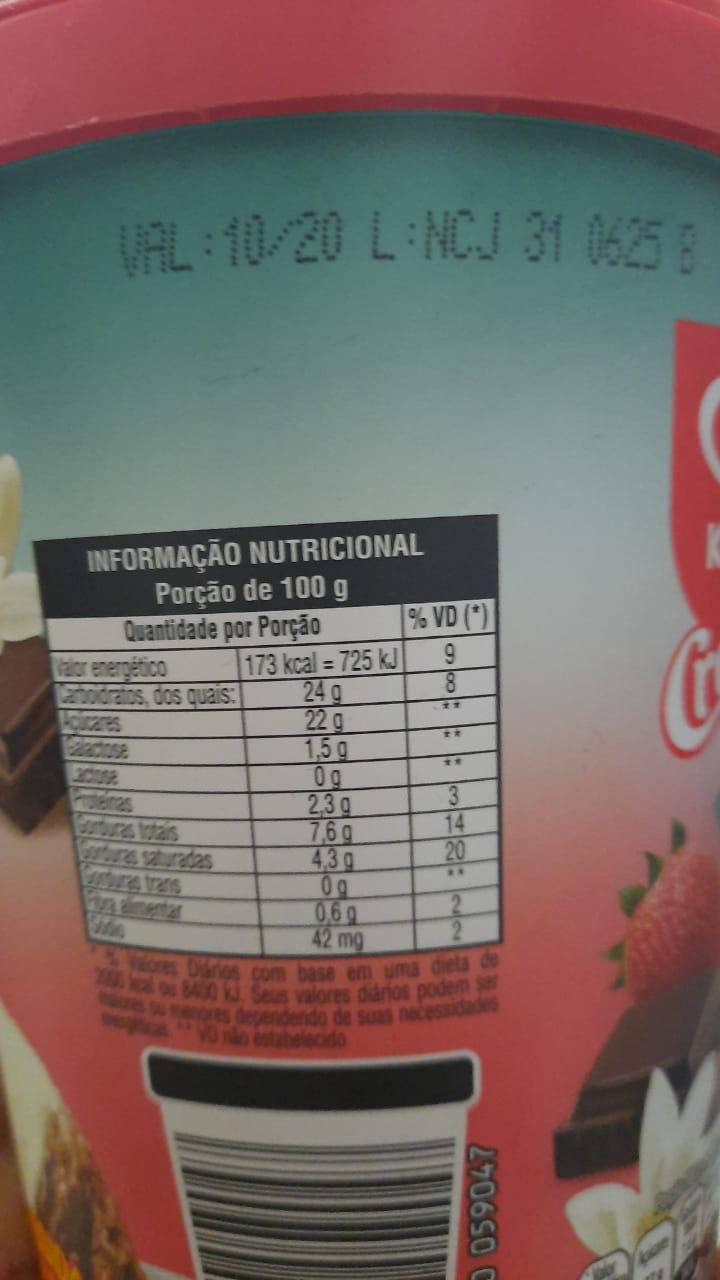 VAL:10/20 L:NCJ 31 0625 B
K
Cr
INFORMAÇÃO NUTRICIONAL
Porção de 100 g
Quantidade por Porção % VD (*)
Valor energético 173 kcal = 725 kJ 9
Carboidratos, dos quais: 24 g 8
Açúcares 22 g **
Galactose 1,5 g **
Lactose 0 g **
Proteínas 2,3 g 3
Gorduras totais 7,6 g 14
Gorduras saturadas 4,3 g 20
Gorduras trans 0 g **
Fibra alimentar 0,6 g 2
Sódio 42 mg 2
* % Valores Diários com base em uma dieta de
2000 kcal ou 8400 kJ. Seus valores diários podem ser
maiores ou menores dependendo de suas necessidades
energéticas. ** VD não estabelecido
059047
Valor
Açúcares